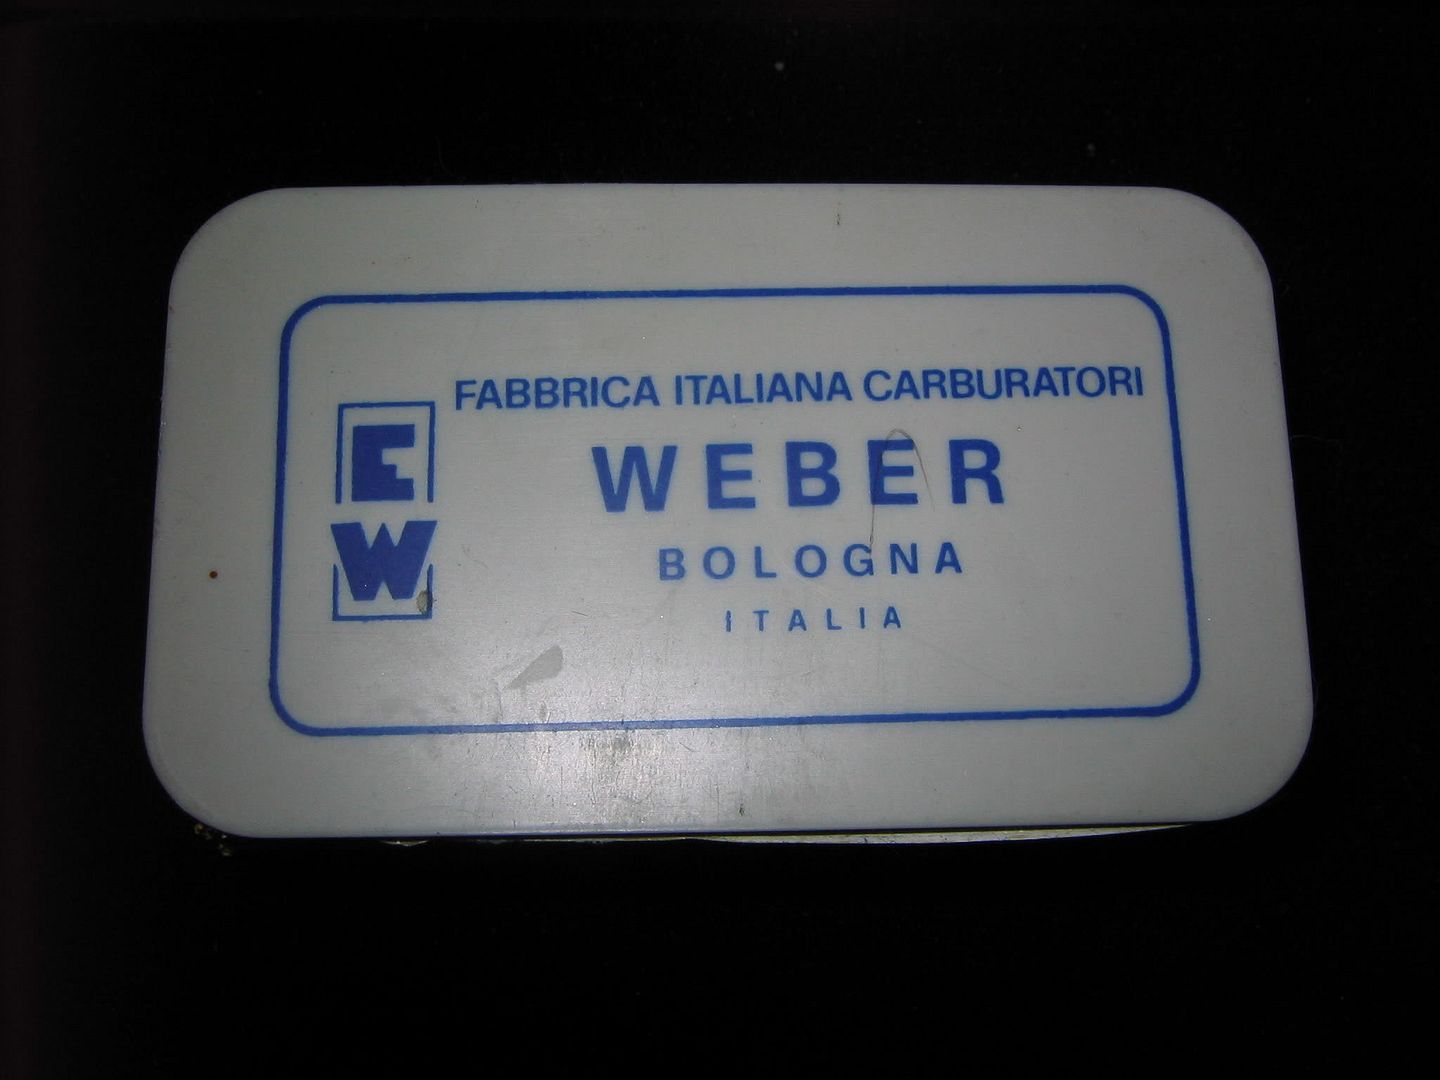 FABBRICA ITALIANA CARBURATORI
E
W
WEBER
BOLOGNA
ITALIA